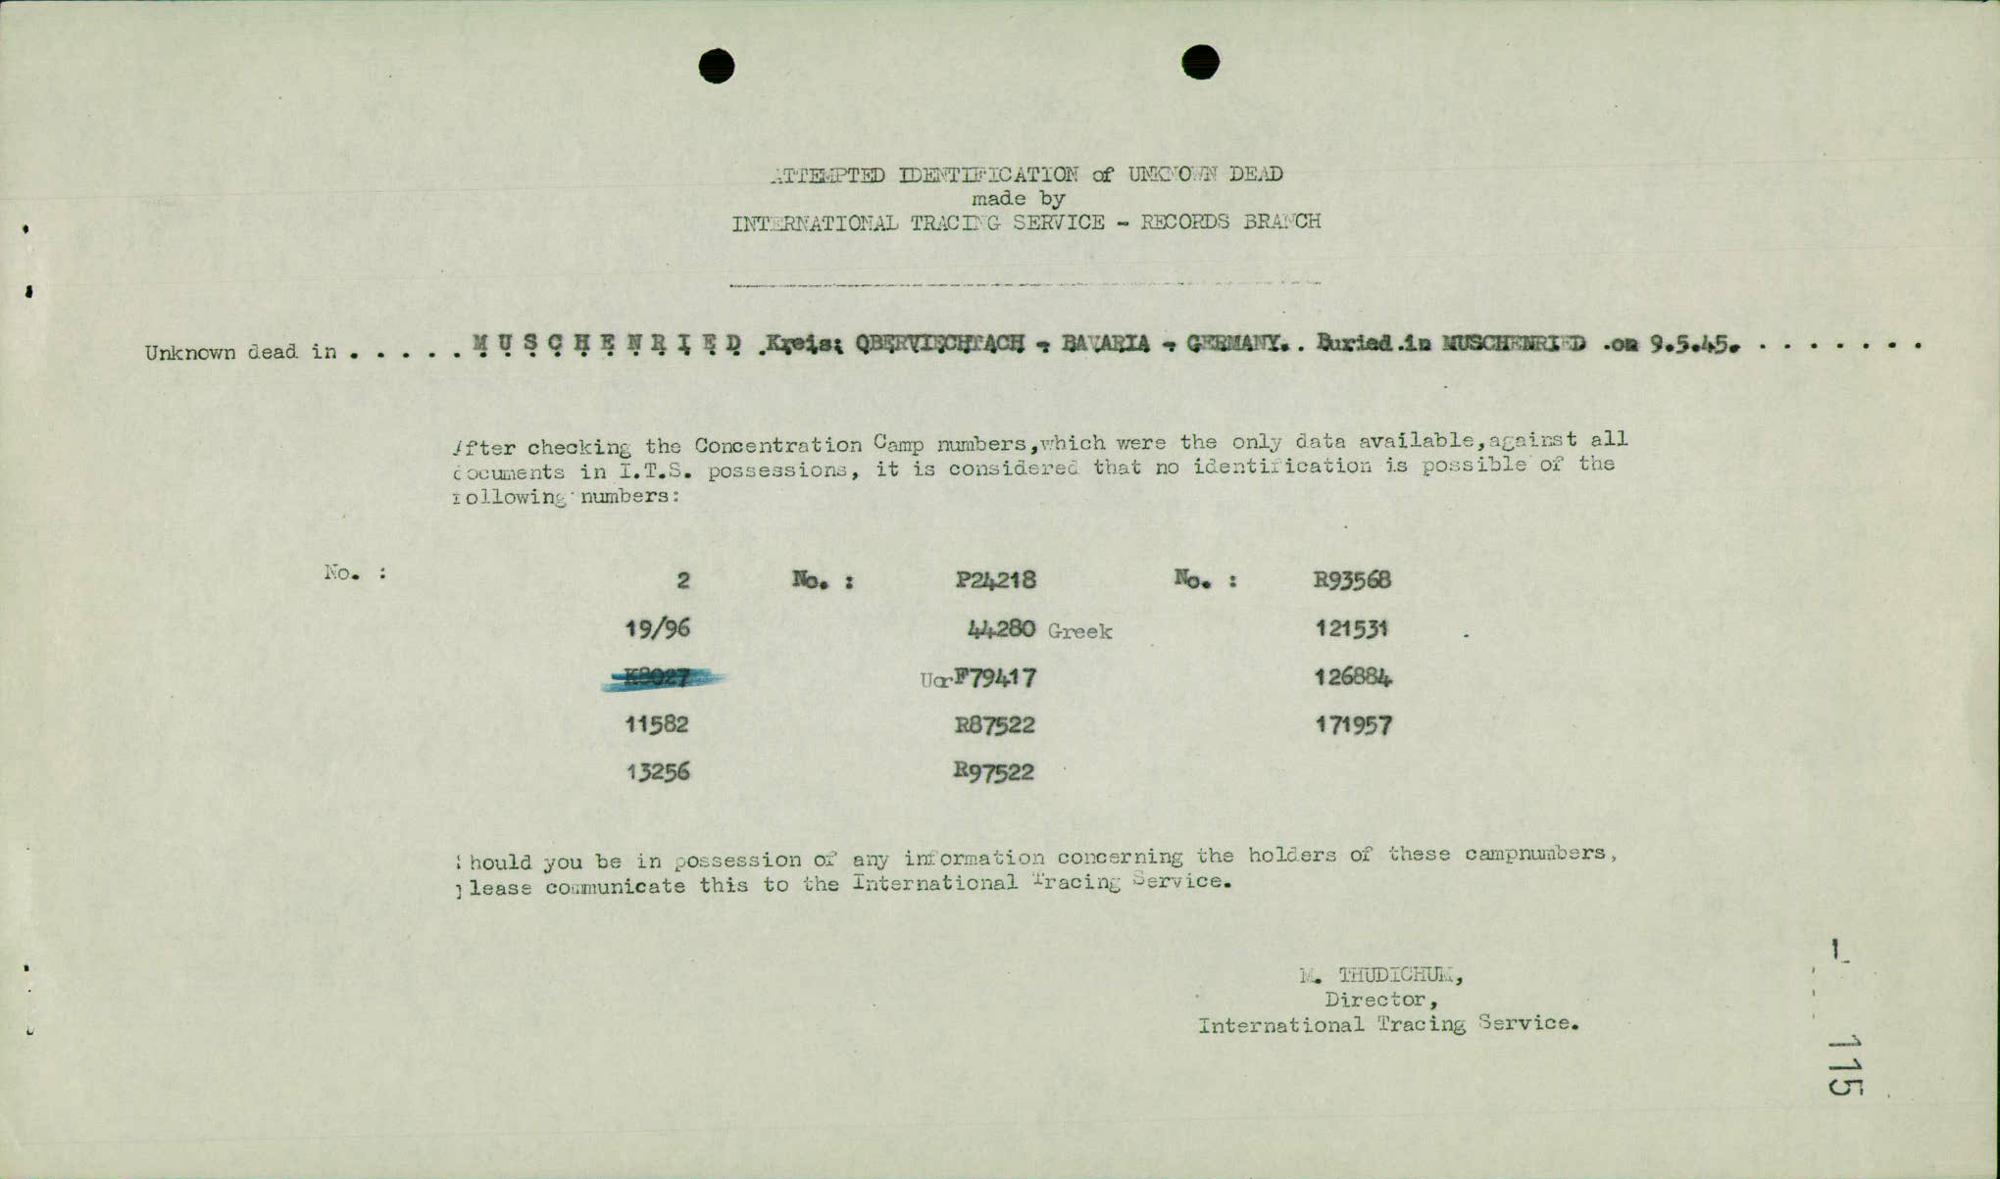 ATTEMPTED IDENTIFICATION of UNKNOWN DEAD
made by
INTERNATIONAL TRACING SERVICE - RECORDS BRANCH
Unknown dead in . . . . . M U S C H E N R I E D . Kreis: OBERVIECHTACH - BAVARIA - GERMANY. . Buried in MUSCHENRIED . on 9.5.45. . . . . . . .
After checking the Concentration Camp numbers,which were the only data available,against all
documents in I.T.S. possessions, it is considered that no identification is possible of the
following numbers:
No. : 2 No. : P24218 No. : R93568
19/96 44280 Greek 121531
K8027 UorF79417 126884
11582 R87522 171957
13256 R97522
Should you be in possession of any information concerning the holders of these campnumbers,
please communicate this to the International Tracing Service.
M. THUDICHUM,
Director,
International Tracing Service.
1
115